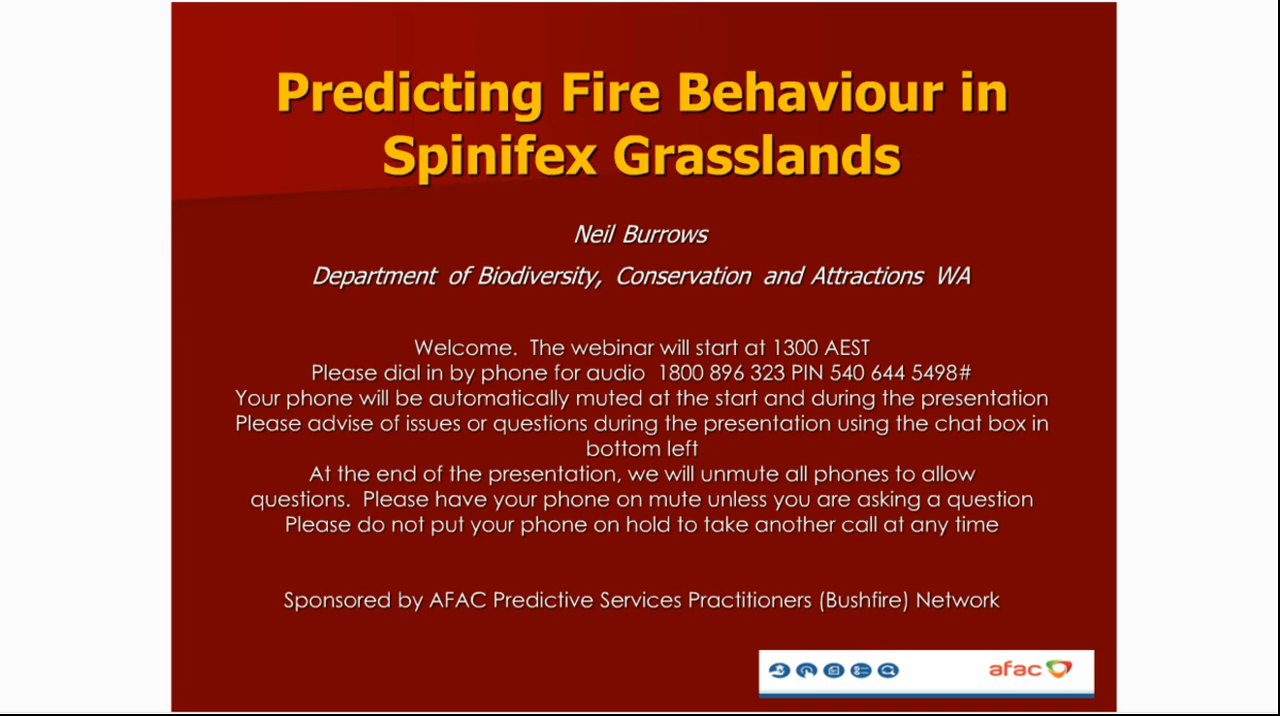 Predicting Fire Behaviour in
Spinifex Grasslands
Neil Burrows
Department of Biodiversity, Conservation and Attractions WA
Welcome. The webinar will start at 1300 AEST
Please dial in by phone for audio 1800 896 323 PIN 540 644 5498#
Your phone will be automatically muted at the start and during the presentation
Please advise of issues or questions during the presentation using the chat box in
bottom left
At the end of the presentation, we will unmute all phones to allow
questions. Please have your phone on mute unless you are asking a question
Please do not put your phone on hold to take another call at any time
Sponsored by AFAC Predictive Services Practitioners (Bushfire) Network
afac